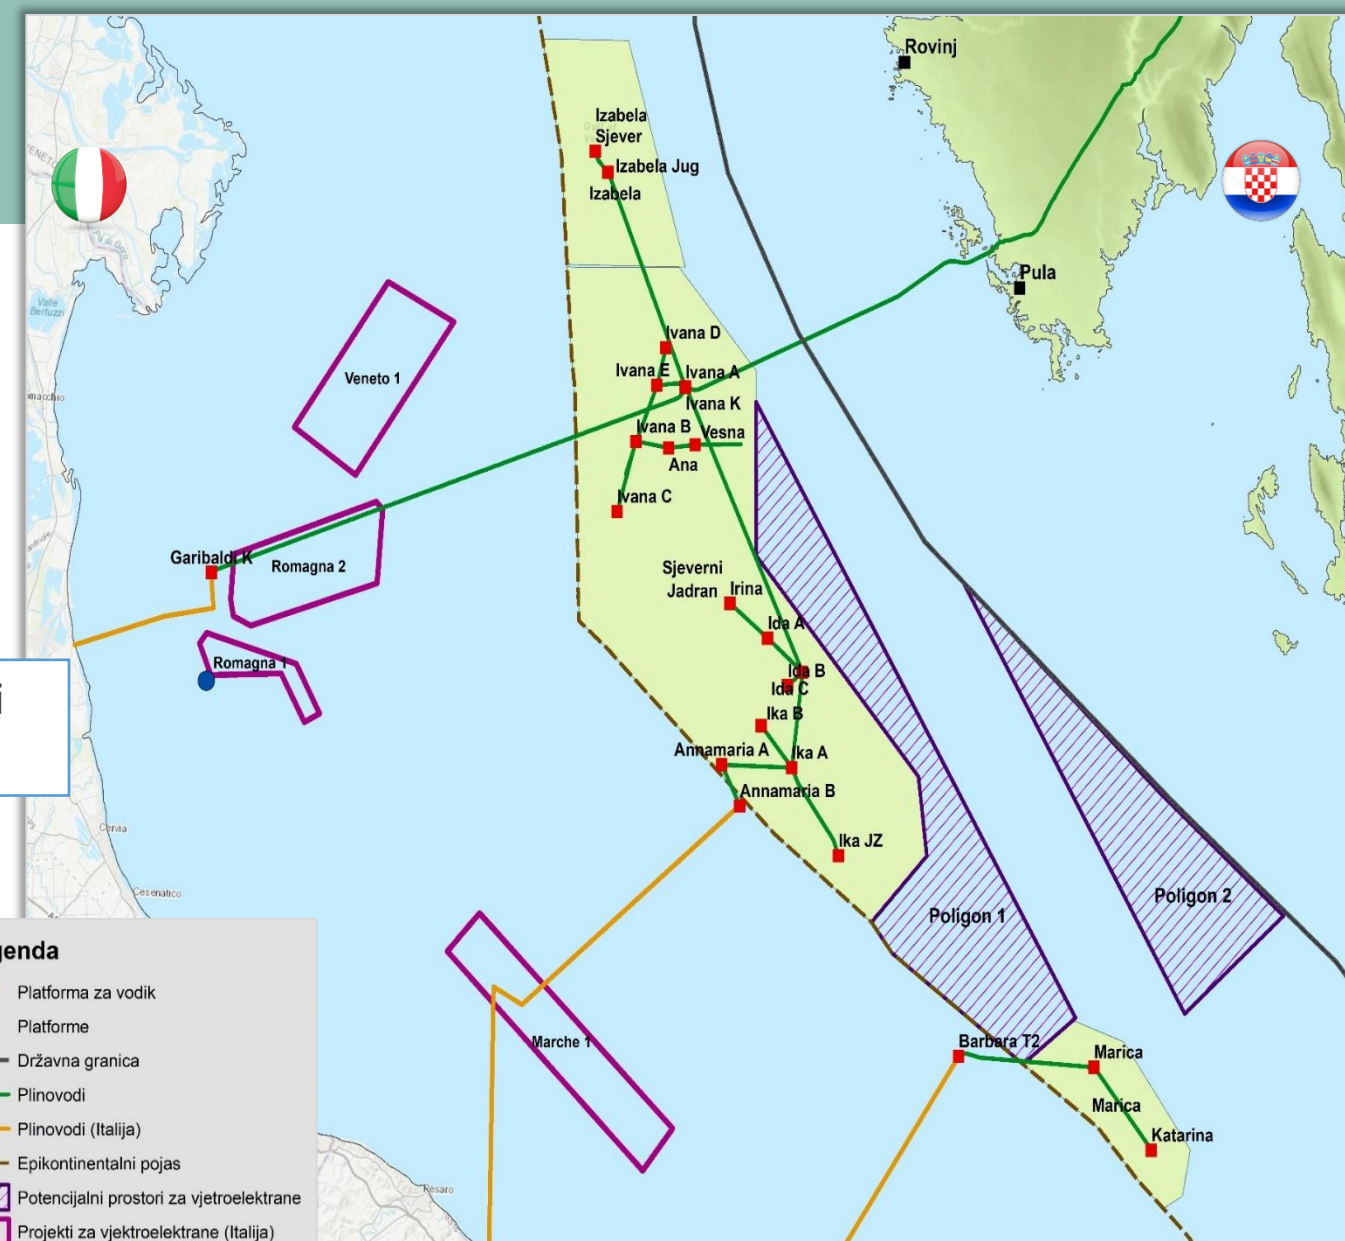 Rovinj
Izabela
Sjever
Izabela Jug
Izabela
Pula
Valle
Bertuzzi
Veneto 1
Ivana D
Ivana E
Ivana A
Ivana K
Ivana B
Vesna
Ana
Ivana C
Garibaldi K
Romagna 2
Sjeverni
Jadran
Irina
Ida A
Romagna 1
Ida B
Ida C
Ika B
Annamaria A
Ika A
Annamaria B
Ika JZ
Cervia
Cesenatico
Poligon 2
Poligon 1
Marche 1
Barbara T2
Marica
Marica
Katarina
Pesaro
i
genda
Platforma za vodik
Platforme
Državna granica
Plinovodi
Plinovodi (Italija)
Epikontinentalni pojas
Potencijalni prostori za vjetroelektrane
Projekti za vjektroelektrane (Italija)